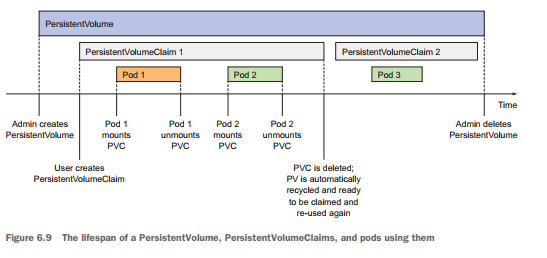 PersistentVolume
PersistentVolumeClaim 1
PersistentVolumeClaim 2
Pod 1
Pod 2
Pod 3
Time
Admin creates
PersistentVolume
Pod 1
mounts
PVC
Pod 1
unmounts
PVC
Pod 2
mounts
PVC
Pod 2
unmounts
PVC
Admin deletes
PersistentVolume
User creates
PersistentVolumeClaim
PVC is deleted;
PV is automatically
recycled and ready
to be claimed and
re-used again
Figure 6.9 The lifespan of a PersistentVolume, PersistentVolumeClaims, and pods using them